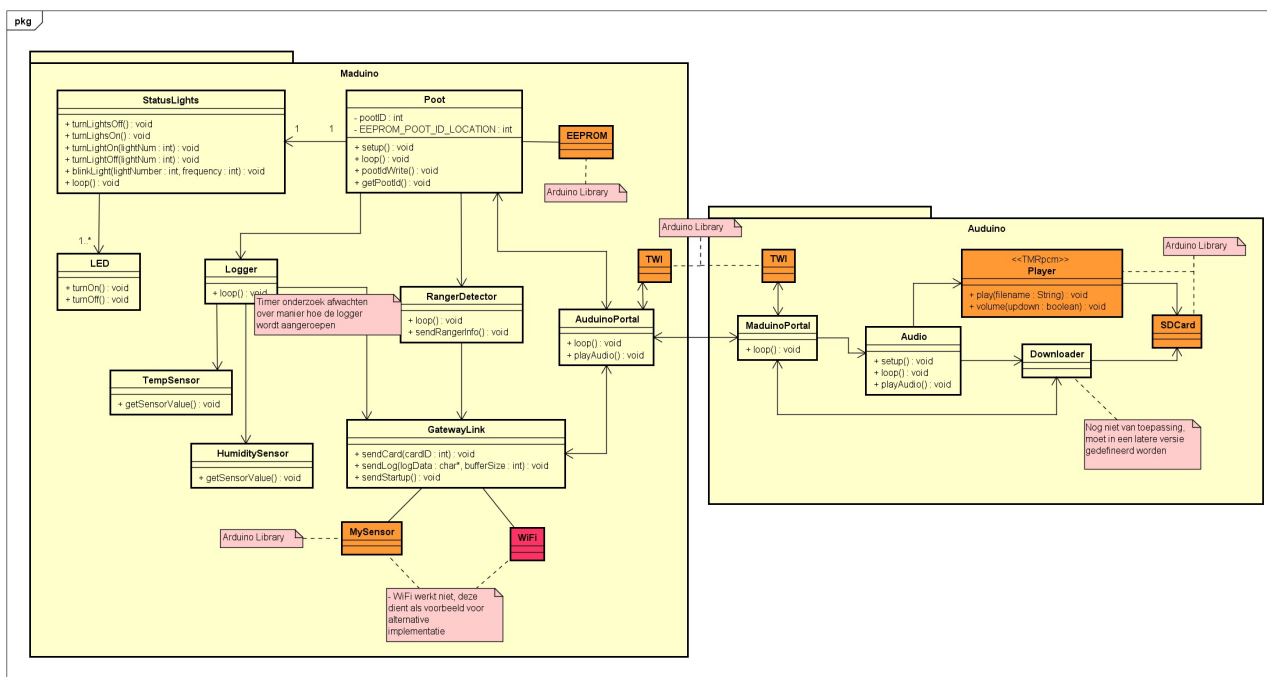 pkg
Maduino
StatusLights
+ turnLightsOff() : void
+ turnLighsOn() : void
+ turnLightOn(lightNum : int) : void
+ turnLightOff(lightNum : int) : void
+ blinkLight(lightNumber : int, frequency : int) : void
+ loop() : void
1
1
Poot
- pootID : int
- EEPROM_POOT_ID_LOCATION : int
+ setup() : void
+ loop() : void
+ pootIdWrite() : void
+ getPootId() : void
EEPROM
Arduino Library
1..*
LED
+ turnOn() : void
+ turnOff() : void
Logger
+ loop() : void
Timer onderzoek afwachten
over manier hoe de logger
wordt aangeroepen
RangerDetector
+ loop() : void
+ sendRangerInfo() : void
AuduinoPortal
+ loop() : void
+ playAudio() : void
TempSensor
+ getSensorValue() : void
HumiditySensor
+ getSensorValue() : void
GatewayLink
+ sendCard(cardID : int) : void
+ sendLog(logData : char*, bufferSize : int) : void
+ sendStartup() : void
Arduino Library
MySensor
WiFi
- WiFi werkt niet, deze
dient als voorbeeld voor
alternative
implementatie
Arduino Library
TWI
TWI
Auduino
MaduinoPortal
+ loop() : void
Audio
+ setup() : void
+ loop() : void
+ playAudio() : void
<<TMRpcm>>
Player
+ play(filename : String) : void
+ volume(updown : boolean) : void
Arduino Library
SDCard
Downloader
Nog niet van toepassing,
moet in een latere versie
gedefineerd worden